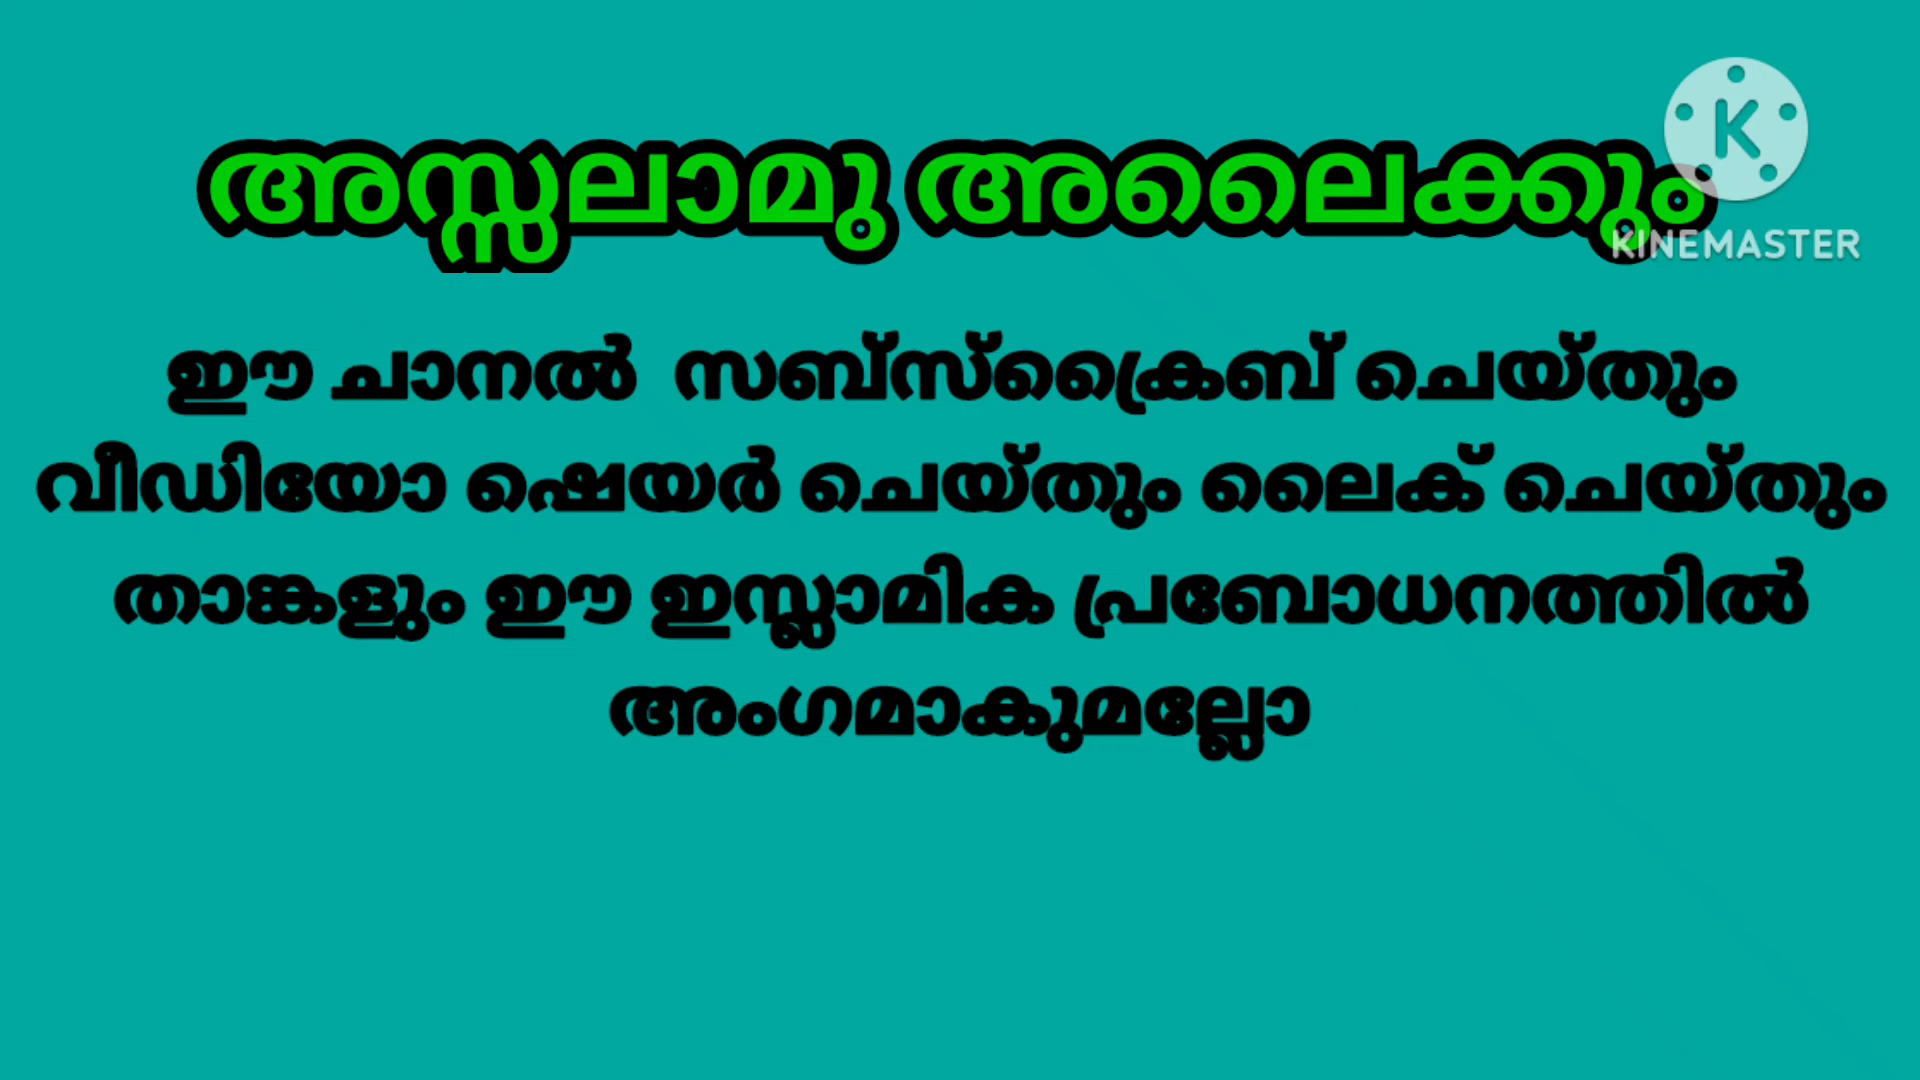 അസ്സലാമു അലൈക്കും
K
KINEMASTER
ഈ ചാനൽ സബ്സ്ക്രൈബ് ചെയ്തും
വീഡിയോ ഷെയർ ചെയ്തും ലൈക് ചെയ്തും
താങ്കളും ഈ ഇസ്ലാമിക പ്രബോധനത്തിൽ
അംഗമാകുമല്ലോ